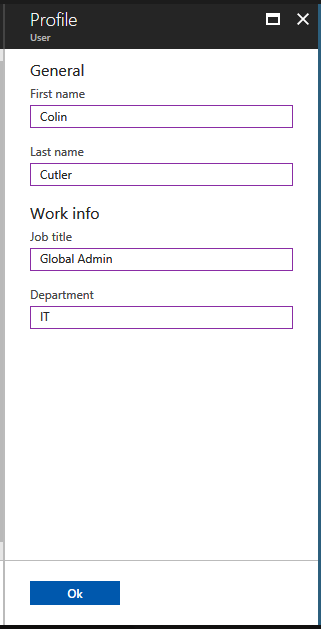 Profile
User
General
First name
Colin
Last name
Cutler
Work info
Job title
Global Admin
Department
IT
Ok